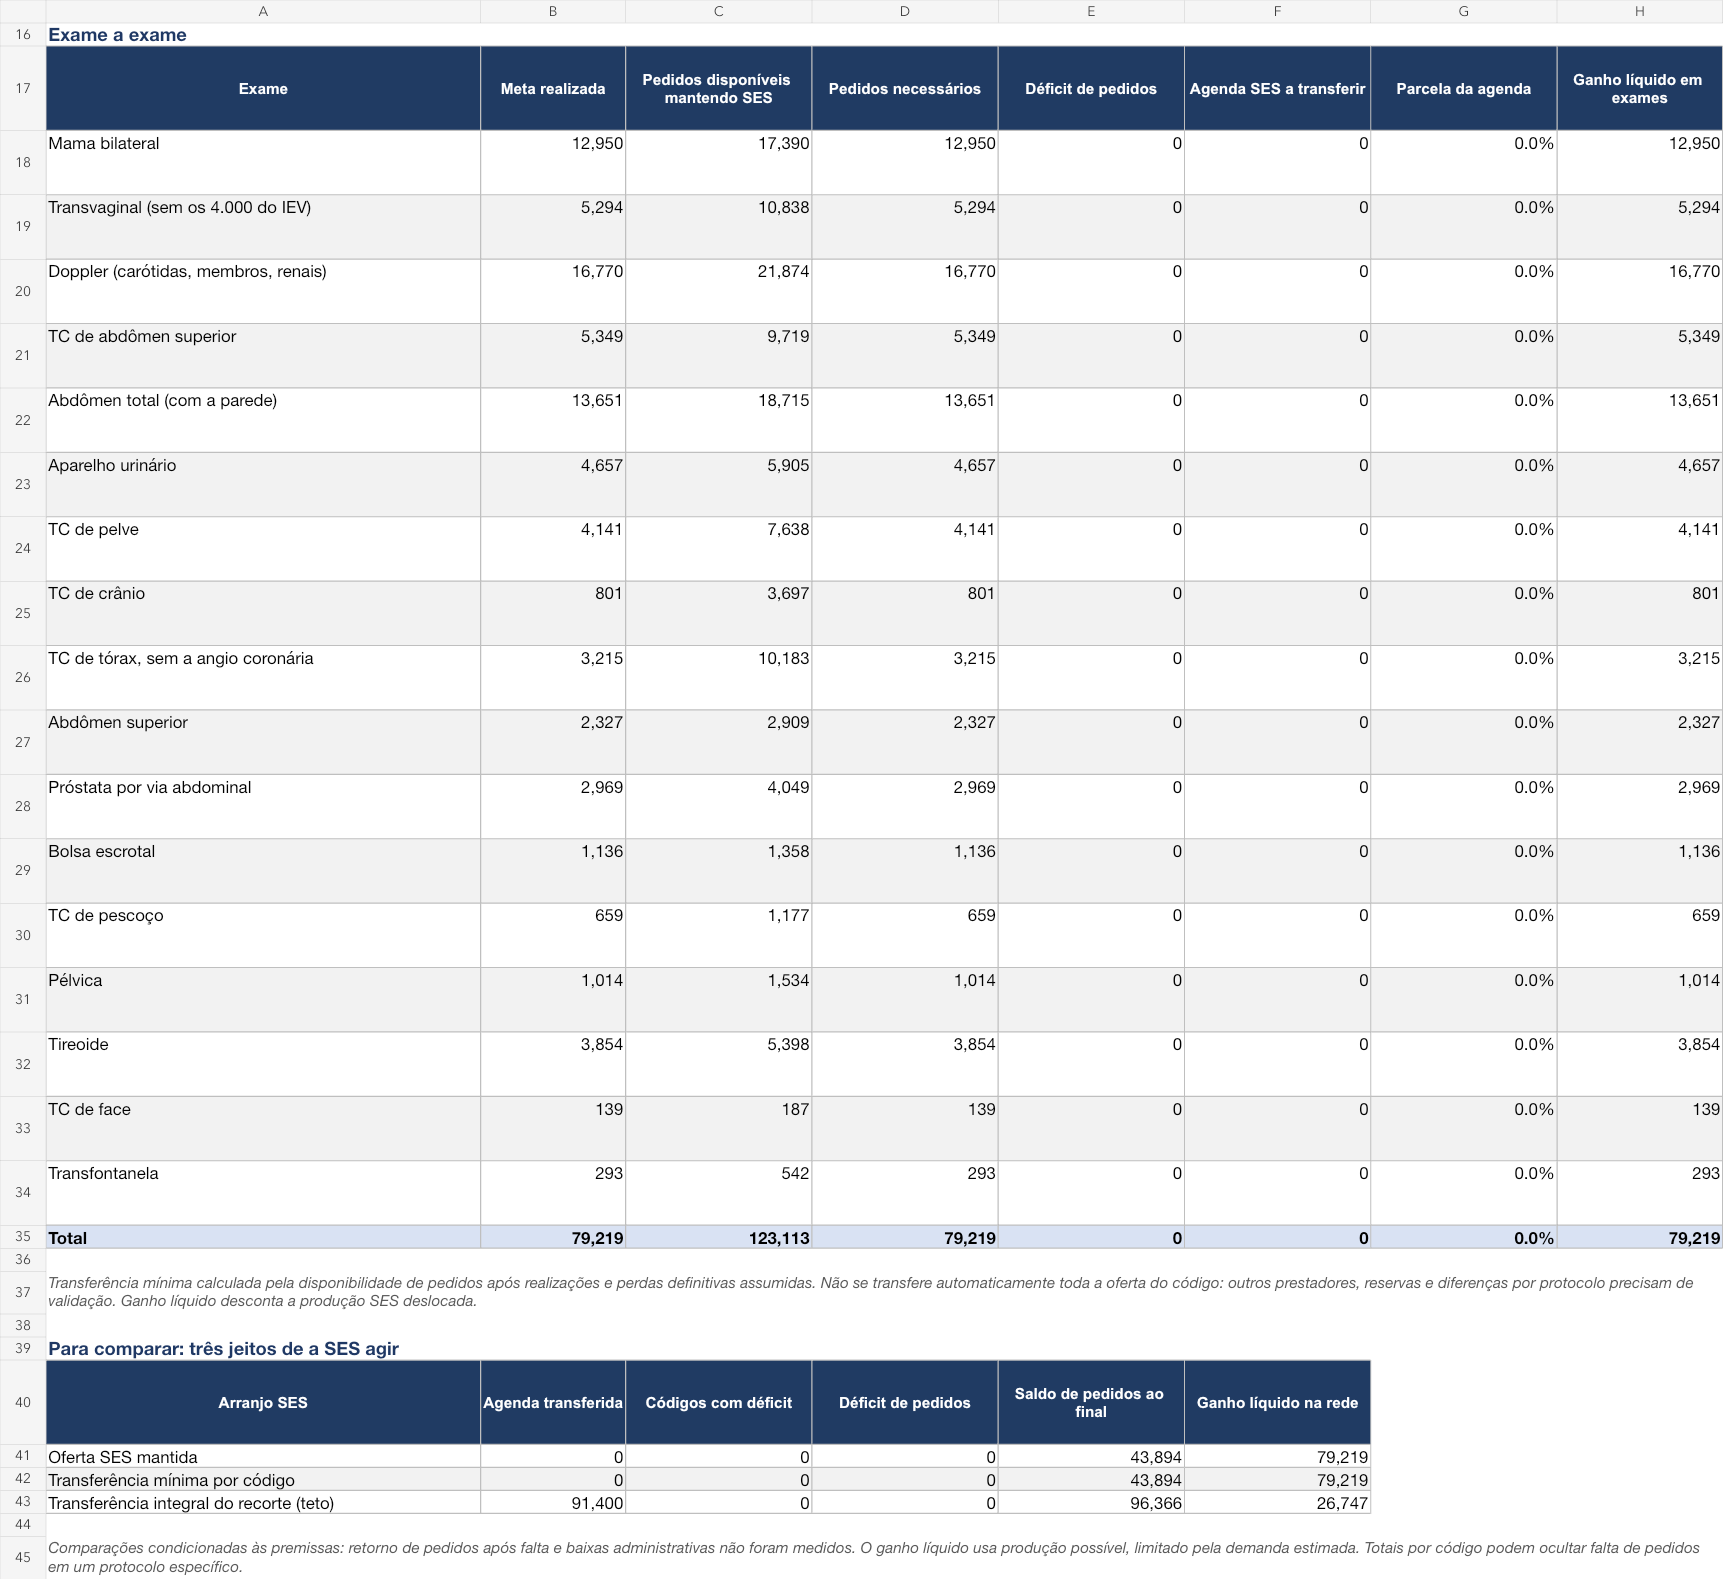 A B C D E F G H
16 Exame a exame
17 Exame Meta realizada Pedidos disponíveis mantendo SES Pedidos necessários Déficit de pedidos Agenda SES a transferir Parcela da agenda Ganho líquido em exames
18 Mama bilateral 12,950 17,390 12,950 0 0 0.0% 12,950
19 Transvaginal (sem os 4.000 do IEV) 5,294 10,838 5,294 0 0 0.0% 5,294
20 Doppler (carótidas, membros, renais) 16,770 21,874 16,770 0 0 0.0% 16,770
21 TC de abdômen superior 5,349 9,719 5,349 0 0 0.0% 5,349
22 Abdômen total (com a parede) 13,651 18,715 13,651 0 0 0.0% 13,651
23 Aparelho urinário 4,657 5,905 4,657 0 0 0.0% 4,657
24 TC de pelve 4,141 7,638 4,141 0 0 0.0% 4,141
25 TC de crânio 801 3,697 801 0 0 0.0% 801
26 TC de tórax, sem a angio coronária 3,215 10,183 3,215 0 0 0.0% 3,215
27 Abdômen superior 2,327 2,909 2,327 0 0 0.0% 2,327
28 Próstata por via abdominal 2,969 4,049 2,969 0 0 0.0% 2,969
29 Bolsa escrotal 1,136 1,358 1,136 0 0 0.0% 1,136
30 TC de pescoço 659 1,177 659 0 0 0.0% 659
31 Pélvica 1,014 1,534 1,014 0 0 0.0% 1,014
32 Tireoide 3,854 5,398 3,854 0 0 0.0% 3,854
33 TC de face 139 187 139 0 0 0.0% 139
34 Transfontanela 293 542 293 0 0 0.0% 293
35 Total 79,219 123,113 79,219 0 0 0.0% 79,219
36
37 Transferência mínima calculada pela disponibilidade de pedidos após realizações e perdas definitivas assumidas. Não se transfere automaticamente toda a oferta do código: outros prestadores, reservas e diferenças por protocolo precisam de
validação. Ganho líquido desconta a produção SES deslocada.
38
39 Para comparar: três jeitos de a SES agir
40 Arranjo SES Agenda transferida Códigos com déficit Déficit de pedidos Saldo de pedidos ao final Ganho líquido na rede
41 Oferta SES mantida 0 0 0 43,894 79,219
42 Transferência mínima por código 0 0 0 43,894 79,219
43 Transferência integral do recorte (teto) 91,400 0 0 96,366 26,747
44
45 Comparações condicionadas às premissas: retorno de pedidos após falta e baixas administrativas não foram medidos. O ganho líquido usa produção possível, limitado pela demanda estimada. Totais por código podem ocultar falta de pedidos
em um protocolo específico.